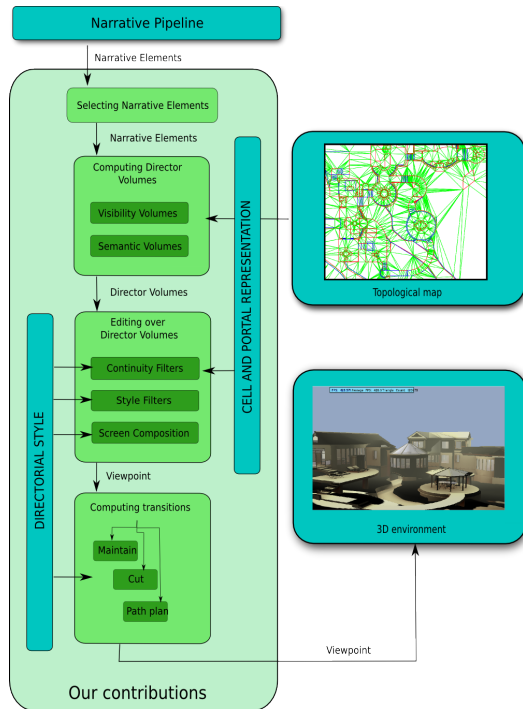 Narrative Pipeline
Narrative Elements
Selecting Narrative Elements
Narrative Elements
Computing Director
Volumes
Visibility Volumes
Semantic Volumes
Director Volumes
Editing over
Director Volumes
Continuity Filters
Style Filters
Screen Composition
Viewpoint
Computing transitions
Maintain
Cut
Path plan
DIRECTORIAL STYLE
CELL AND PORTAL REPRESENTATION
Topological map
3D environment
Viewpoint
Our contributions